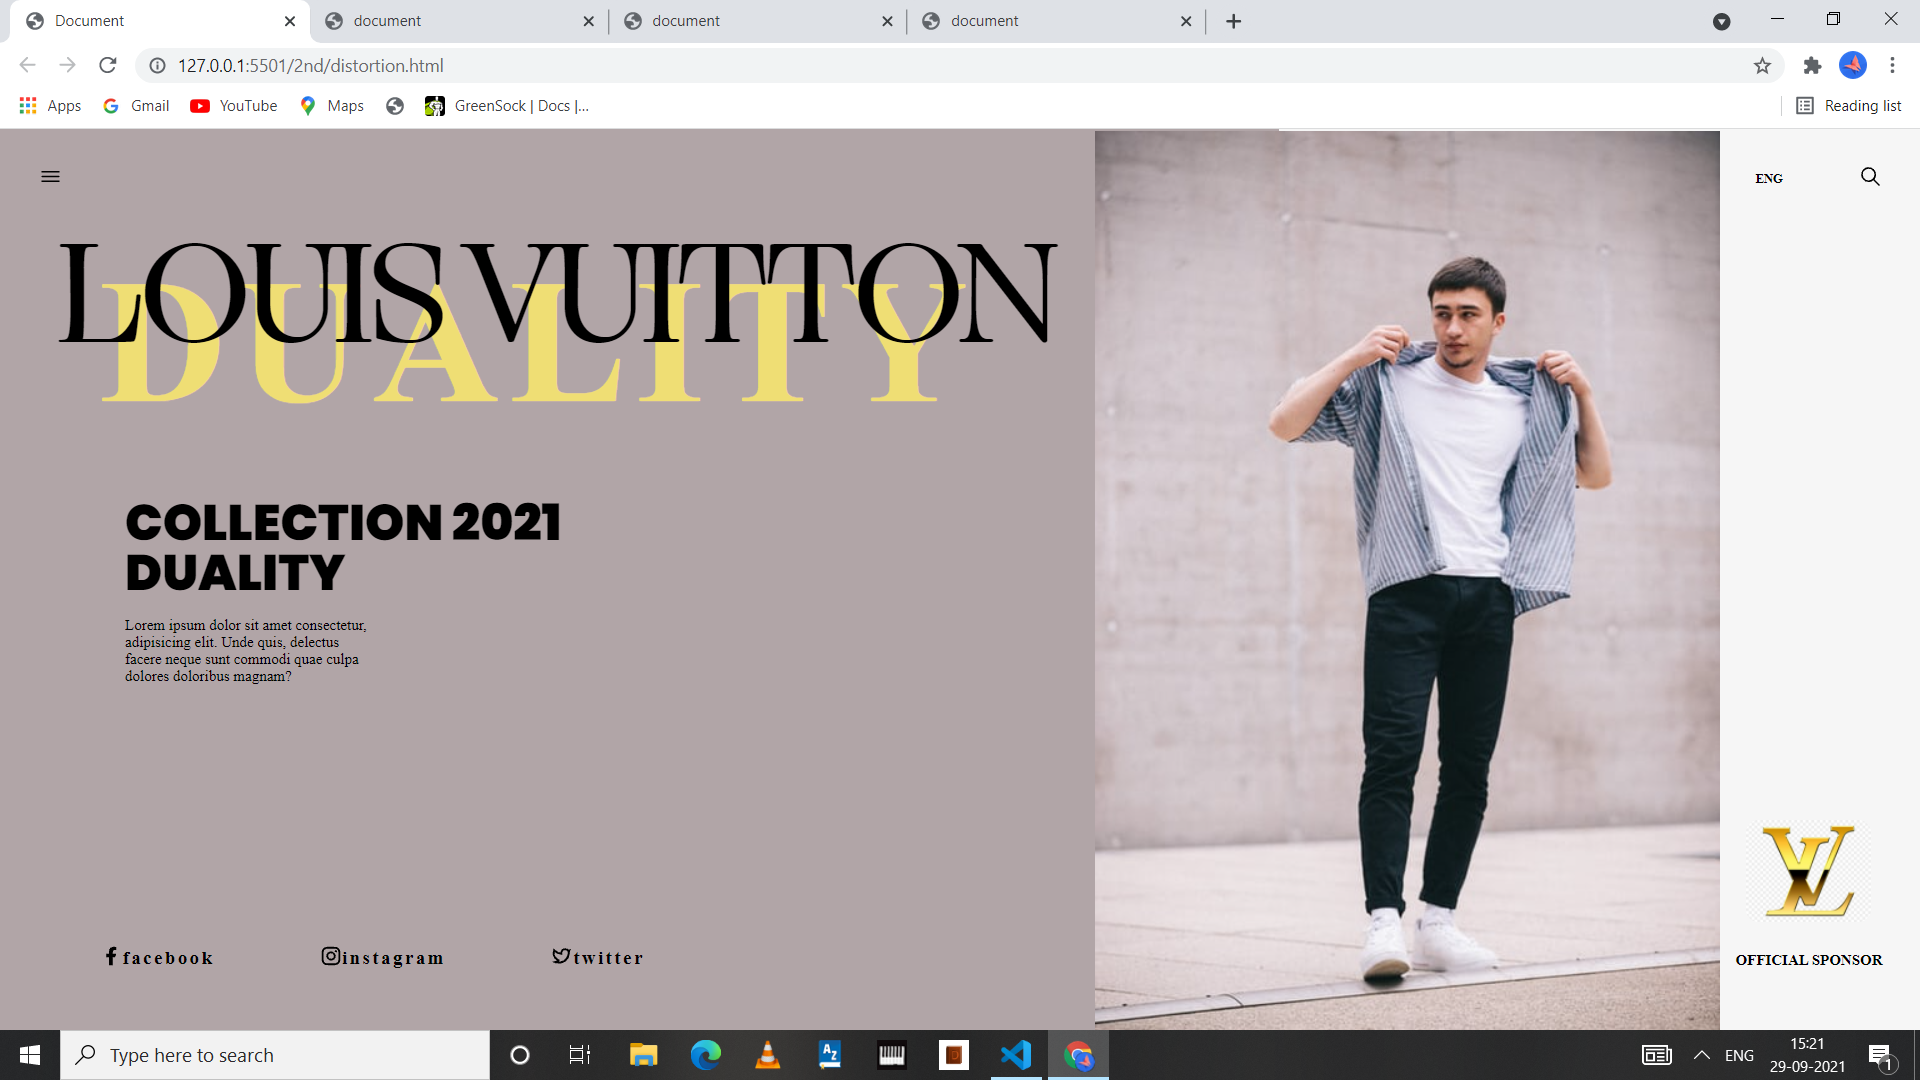 Document
document
document
document
127.0.0.1:5501/2nd/distortion.html
Apps
Gmail
YouTube
Maps
GreenSock | Docs |...
Reading list
ENG
LOUIS VUITTON
DUALITY
COLLECTION 2021
DUALITY
Lorem ipsum dolor sit amet consectetur,
adipisicing elit. Unde quis, delectus
facere neque sunt commodi quae culpa
dolores doloribus magnam?
LV
facebook
instagram
twitter
OFFICIAL SPONSOR
Type here to search
A Z
ENG
15:21
29-09-2021
1